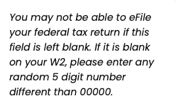 You may not be able to eFile
your federal tax return if this
field is left blank. If it is blank
on your W2, please enter any
random 5 digit number
different than 00000.